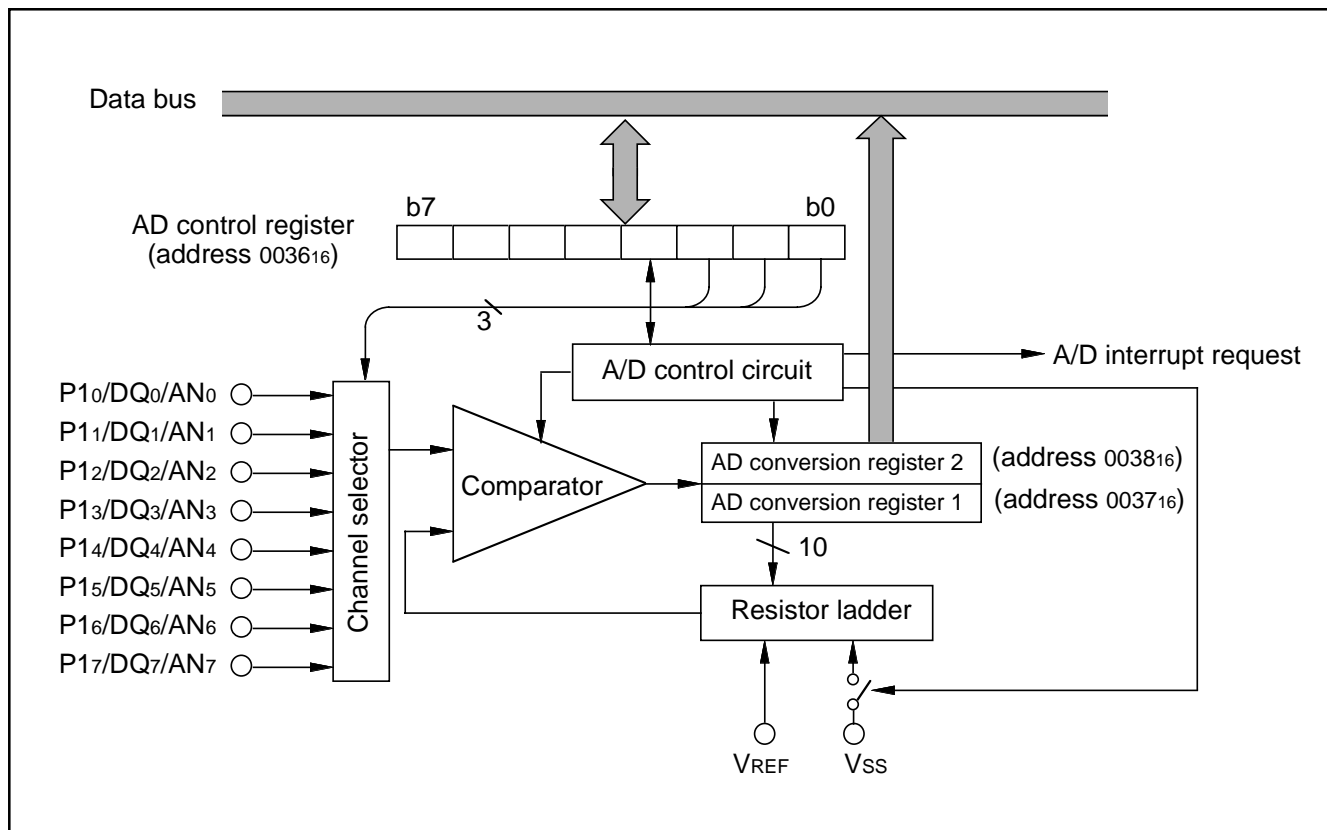 Data bus
b7
b0
AD control register
(address 0036₁₆)
3
A/D control circuit
A/D interrupt request
P1₀/DQ₀/AN₀
P1₁/DQ₁/AN₁
P1₂/DQ₂/AN₂
P1₃/DQ₃/AN₃
P1₄/DQ₄/AN₄
P1₅/DQ₅/AN₅
P1₆/DQ₆/AN₆
P1₇/DQ₇/AN₇
Channel selector
Comparator
AD conversion register 2
(address 0038₁₆)
AD conversion register 1
(address 0037₁₆)
10
Resistor ladder
VREF
VSS